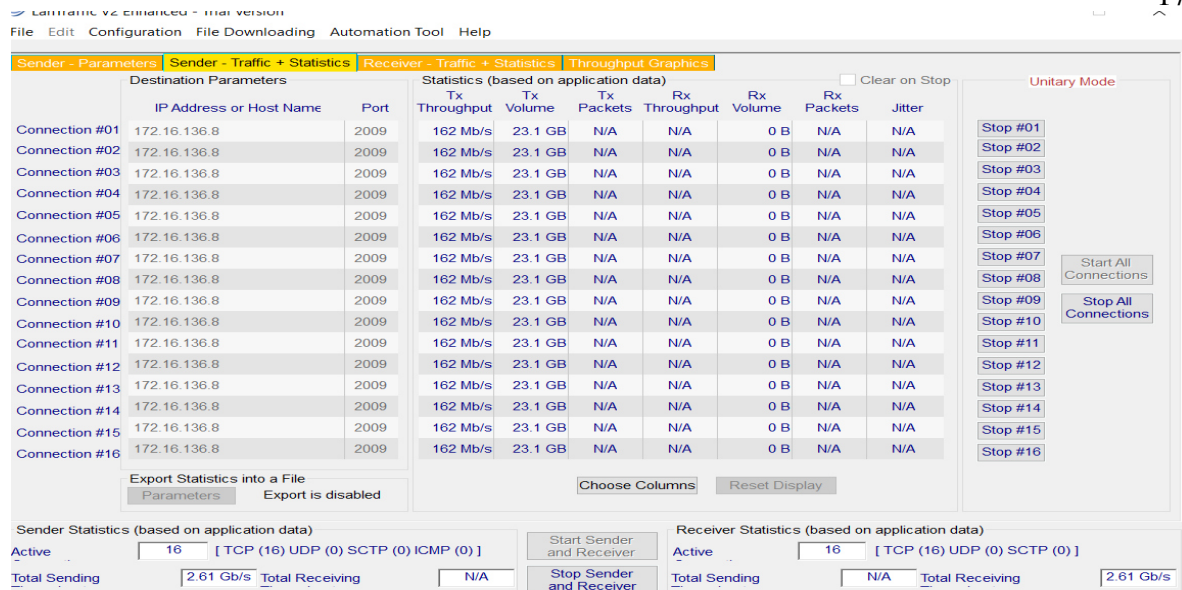 LanTraffic V2 Enhanced - Trial version
File Edit Configuration File Downloading Automation Tool Help
Sender - Parameters Sender - Traffic + Statistics Receiver - Traffic + Statistics Throughput Graphics
Destination Parameters Statistics (based on application data) Clear on Stop Unitary Mode
Tx Tx Tx Rx Rx Rx
IP Address or Host Name Port Throughput Volume Packets Throughput Volume Packets Jitter
Connection #01 172.16.136.8 2009 162 Mb/s 23.1 GB N/A N/A 0 B N/A N/A Stop #01
Connection #02 172.16.136.8 2009 162 Mb/s 23.1 GB N/A N/A 0 B N/A N/A Stop #02
Connection #03 172.16.136.8 2009 162 Mb/s 23.1 GB N/A N/A 0 B N/A N/A Stop #03
Connection #04 172.16.136.8 2009 162 Mb/s 23.1 GB N/A N/A 0 B N/A N/A Stop #04
Connection #05 172.16.136.8 2009 162 Mb/s 23.1 GB N/A N/A 0 B N/A N/A Stop #05
Connection #06 172.16.136.8 2009 162 Mb/s 23.1 GB N/A N/A 0 B N/A N/A Stop #06
Connection #07 172.16.136.8 2009 162 Mb/s 23.1 GB N/A N/A 0 B N/A N/A Stop #07 Start All
Connection #08 172.16.136.8 2009 162 Mb/s 23.1 GB N/A N/A 0 B N/A N/A Stop #08 Connections
Connection #09 172.16.136.8 2009 162 Mb/s 23.1 GB N/A N/A 0 B N/A N/A Stop #09 Stop All
Connection #10 172.16.136.8 2009 162 Mb/s 23.1 GB N/A N/A 0 B N/A N/A Stop #10 Connections
Connection #11 172.16.136.8 2009 162 Mb/s 23.1 GB N/A N/A 0 B N/A N/A Stop #11
Connection #12 172.16.136.8 2009 162 Mb/s 23.1 GB N/A N/A 0 B N/A N/A Stop #12
Connection #13 172.16.136.8 2009 162 Mb/s 23.1 GB N/A N/A 0 B N/A N/A Stop #13
Connection #14 172.16.136.8 2009 162 Mb/s 23.1 GB N/A N/A 0 B N/A N/A Stop #14
Connection #15 172.16.136.8 2009 162 Mb/s 23.1 GB N/A N/A 0 B N/A N/A Stop #15
Connection #16 172.16.136.8 2009 162 Mb/s 23.1 GB N/A N/A 0 B N/A N/A Stop #16
Export Statistics into a File
Parameters Export is disabled Choose Columns Reset Display
Sender Statistics (based on application data) Receiver Statistics (based on application data)
Active 16 [ TCP (16) UDP (0) SCTP (0) ICMP (0) ] Start Sender and Receiver Active 16 [ TCP (16) UDP (0) SCTP (0) ]
Total Sending 2.61 Gb/s Total Receiving N/A Stop Sender and Receiver Total Sending N/A Total Receiving 2.61 Gb/s